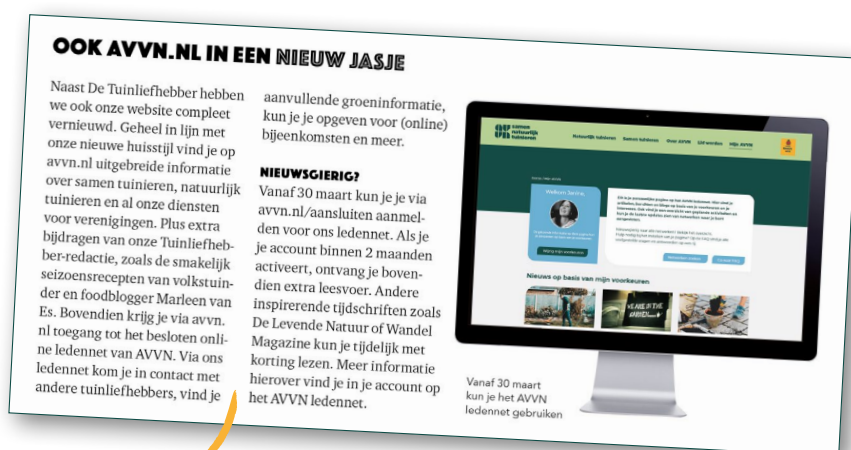 OOK AVVN.NL IN EEN NIEUW JASJE
Naast De Tuinliefhebber hebben
we ook onze website compleet
vernieuwd. Geheel in lijn met
onze nieuwe huisstijl vind je op
avvn.nl uitgebreide informatie
over samen tuinieren, natuurlijk
tuinieren en al onze diensten
voor verenigingen. Plus extra
bijdragen van onze Tuinliefheb-
ber-redactie, zoals de smakelijk
seizoensrecepten van volkstuin-
der en foodblogger Marleen van
Es. Bovendien krijg je via avvn.
nl toegang tot het besloten onli-
ne ledennet van AVVN. Via ons
ledennet kom je in contact met
andere tuinliefhebbers, vind je
aanvullende groeninformatie,
kun je je opgeven voor (online)
bijeenkomsten en meer.
NIEUWSGIERIG?
Vanaf 30 maart kun je je via
avvn.nl/aansluiten aanmel-
den voor ons ledennet. Als je
je account binnen 2 maanden
activeert, ontvang je boven-
dien extra leesvoer. Andere
inspirerende tijdschriften zoals
De Levende Natuur of Wandel
Magazine kun je tijdelijk met
korting lezen. Meer informatie
hierover vind je in je account op
het AVVN ledennet.
samen
natuurlijk
tuinieren
Natuurlijk tuinieren Samen tuinieren Over AVVN Lid worden Mijn AVVN
Welkom Janine,
Nieuws op basis van mijn voorkeuren
WE ARE IN THE
Vanaf 30 maart
kun je het AVVN
ledennet gebruiken